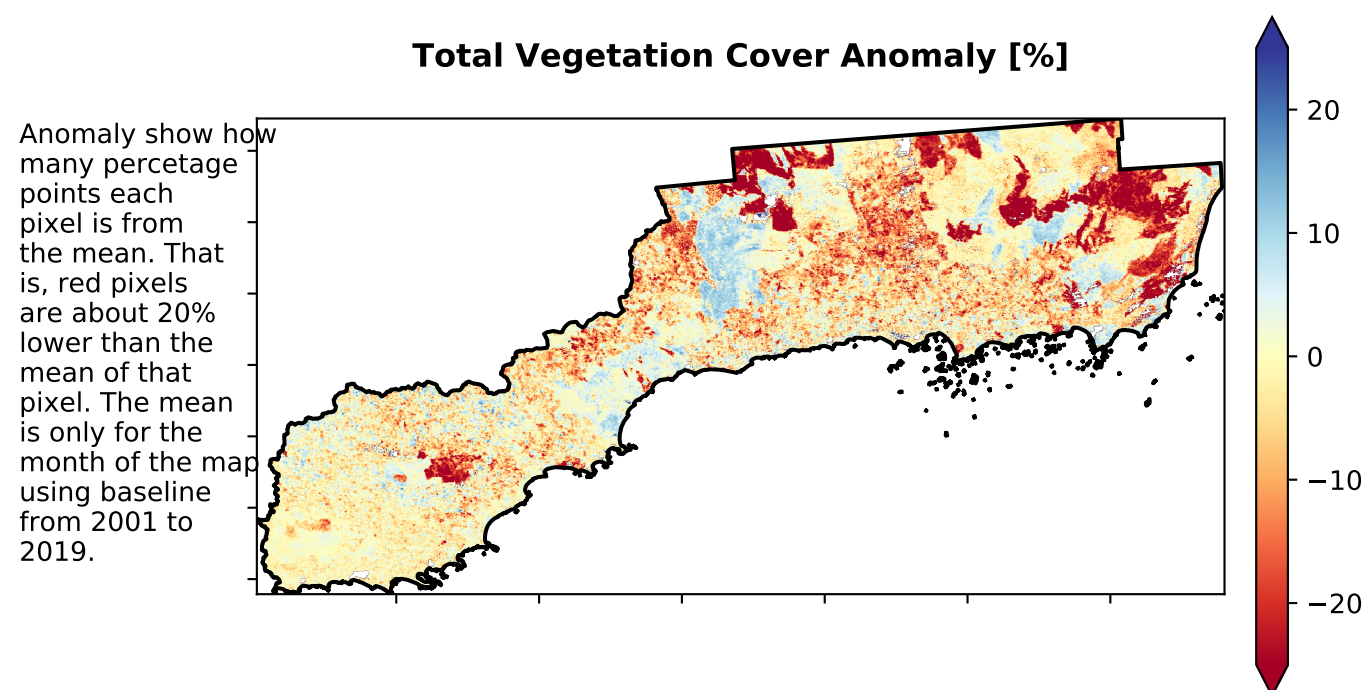 Total Vegetation Cover Anomaly [%]
Anomaly show how
many percetage
points each
pixel is from
the mean. That
is, red pixels
are about 20%
lower than the
mean of that
pixel. The mean
is only for the
month of the map
using baseline
from 2001 to
2019.
20
10
0
−10
−20